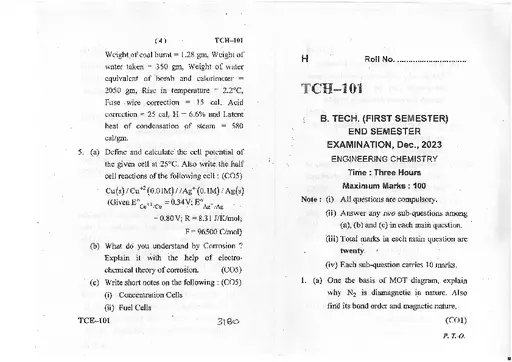 ( 4 ) TCH-101
Weight of coal burnt = 1.28 gm, Weight of
water taken = 350 gm, Weight of water
equivalent of bomb and calorimeter =
2050 gm, Rise in temperature = 2.2°C,
Fuse wire correction = 15 cal, Acid
correction = 25 cal, H = 6.6% and Latent
heat of condensation of steam = 580
cal/gm.
5. (a) Define and calculate the cell potential of
the given cell at 25°C. Also write the half
cell reactions of the following cell : (CO5)
Cu(s) / Cu+2 (0.01M) // Ag+ (0.1M) / Ag(s)
(Given E°Cu+2/Cu = 0.34V; E°Ag+/Ag
= 0.80V; R = 8.31 J/K/mol;
F = 96500 C/mol)
(b) What do you understand by Corrosion ?
Explain it with the help of electro-
chemical theory of corrosion. (CO5)
(c) Write short notes on the following : (CO5)
(i) Concentration Cells
(ii) Fuel Cells
TCE-101 3180
H Roll No. ..............................
TCH-101
B. TECH. (FIRST SEMESTER)
END SEMESTER
EXAMINATION, Dec., 2023
ENGINEERING CHEMISTRY
Time : Three Hours
Maximum Marks : 100
Note : (i) All questions are compulsory.
(ii) Answer any two sub-questions among
(a), (b) and (c) in each main question.
(iii) Total marks in each main question are
twenty.
(iv) Each sub-question carries 10 marks.
1. (a) One the basis of MOT diagram, explain
why N2 is diamagnetic in nature. Also
find its bond order and magnetic nature.
(CO1)
P. T. O.